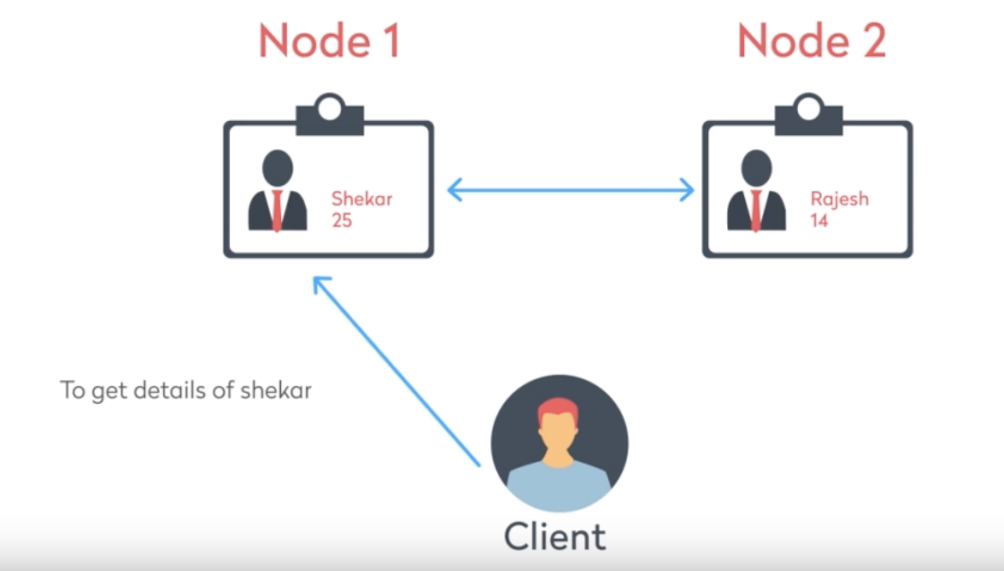 Node 1
Node 2
Shekar
25
Rajesh
14
To get details of shekar
Client